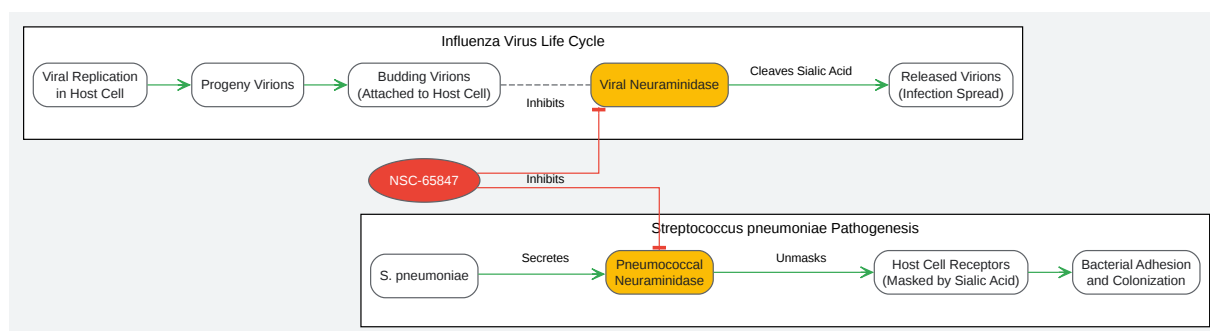 Influenza Virus Life Cycle
Viral Replication
in Host Cell
Progeny Virions
Budding Virions
(Attached to Host Cell)
Inhibits
Viral Neuraminidase
Cleaves Sialic Acid
Released Virions
(Infection Spread)
NSC-65847
Inhibits
Streptococcus pneumoniae Pathogenesis
S. pneumoniae
Secretes
Pneumococcal
Neuraminidase
Unmasks
Host Cell Receptors
(Masked by Sialic Acid)
Bacterial Adhesion
and Colonization